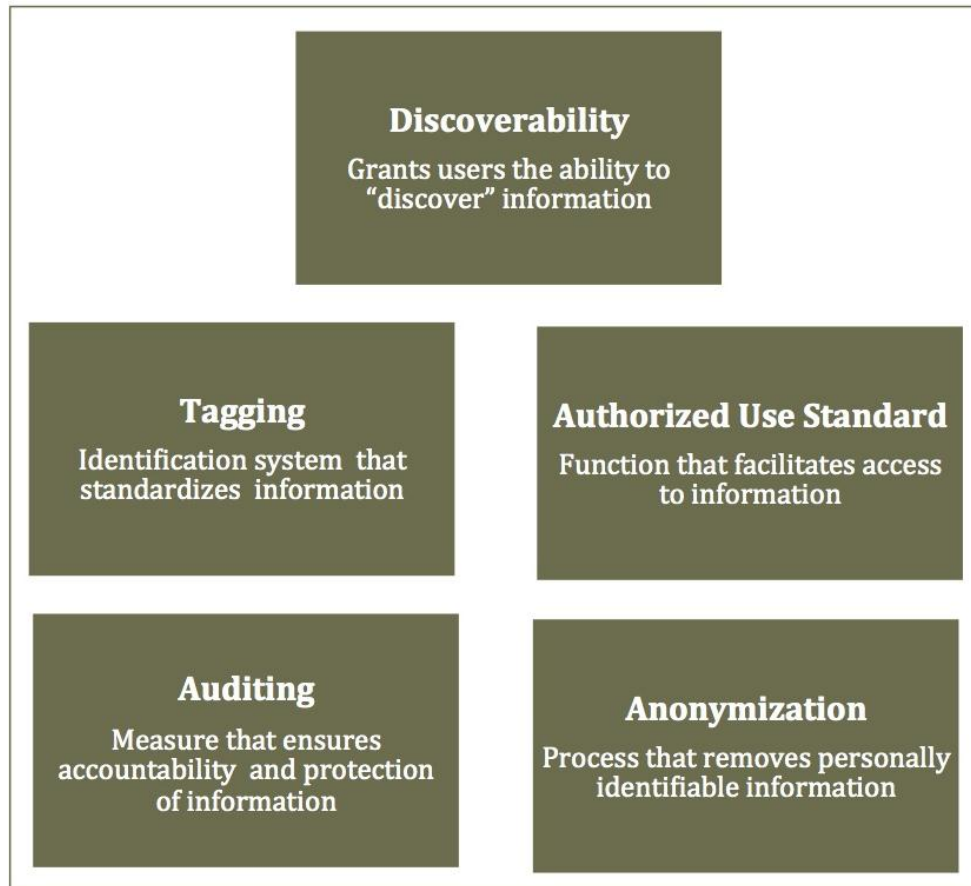 Discoverability
Grants users the ability to
“discover” information
Tagging
Identification system that
standardizes information
Authorized Use Standard
Function that facilitates access
to information
Auditing
Measure that ensures
accountability and protection
of information
Anonymization
Process that removes personally
identifiable information